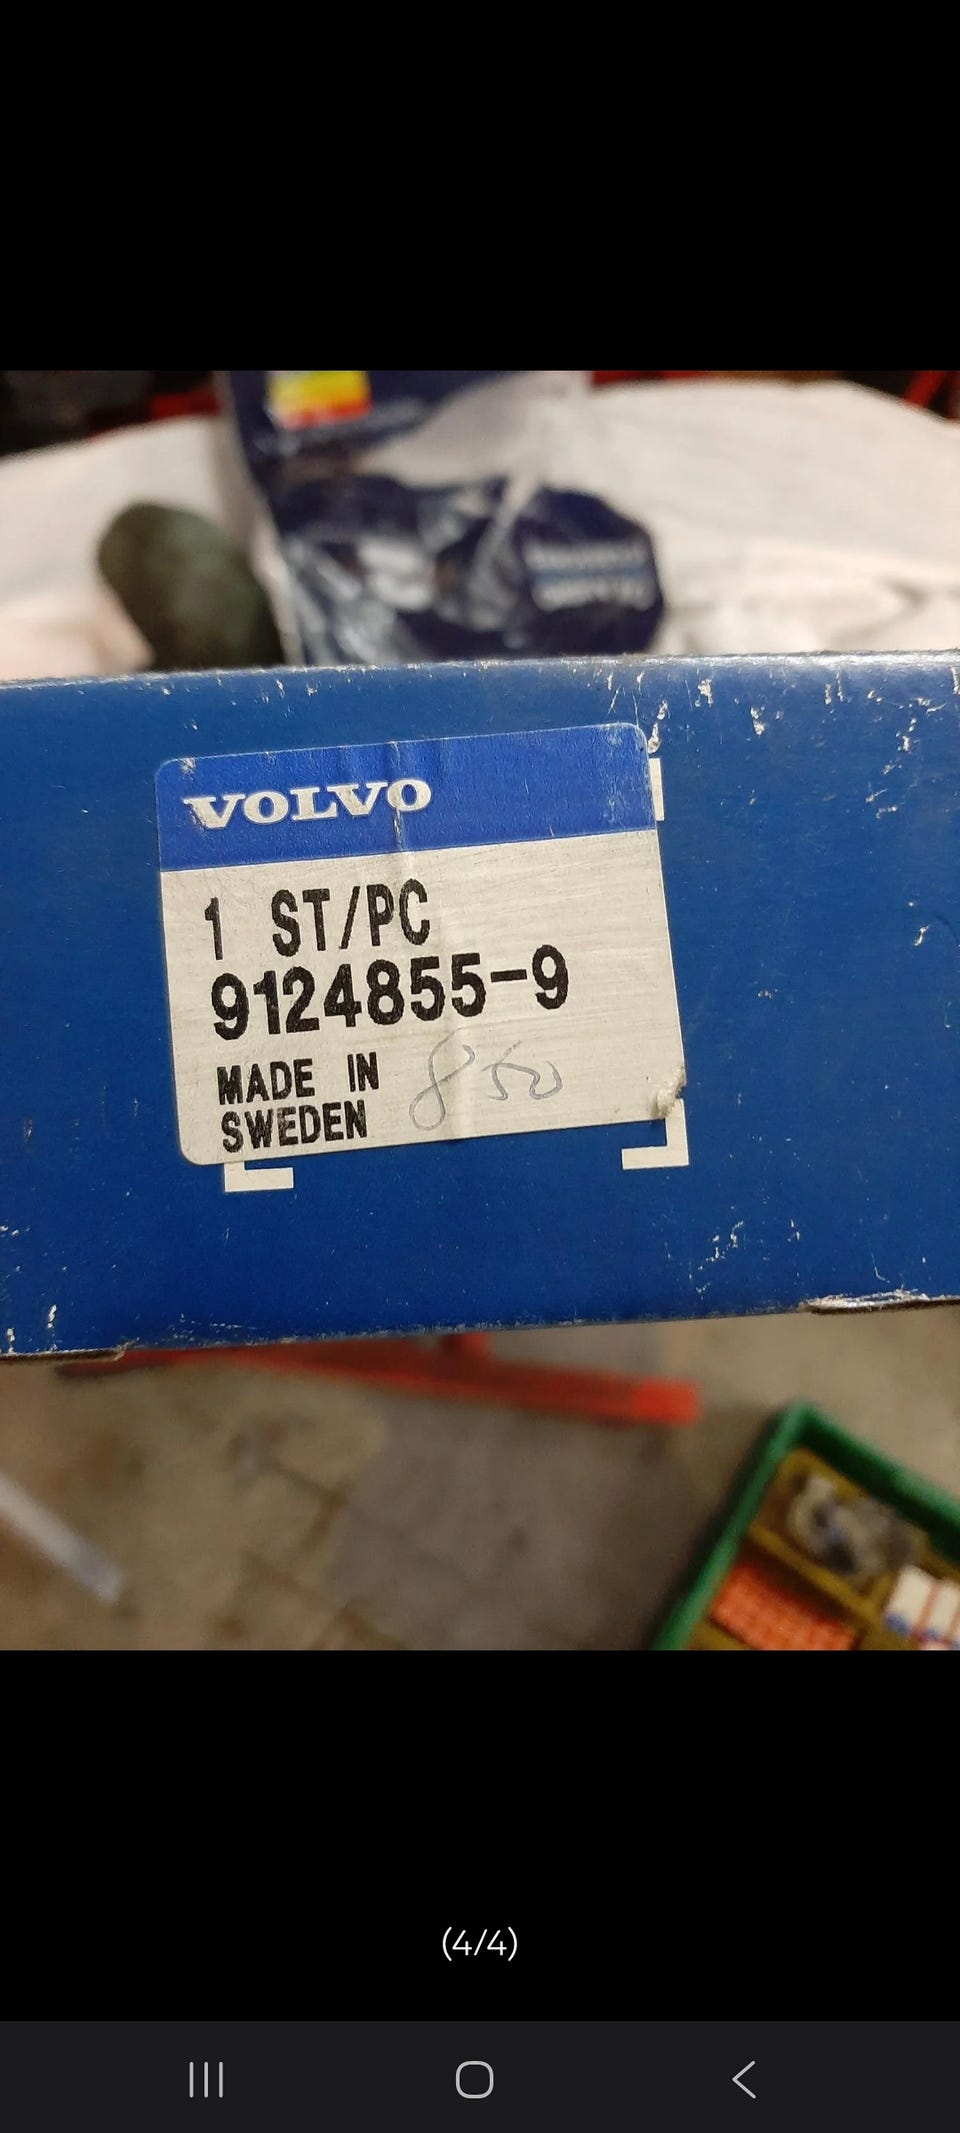 VOLVO
1 ST/PC
9124855-9
MADE IN
SWEDEN
850
(4/4)